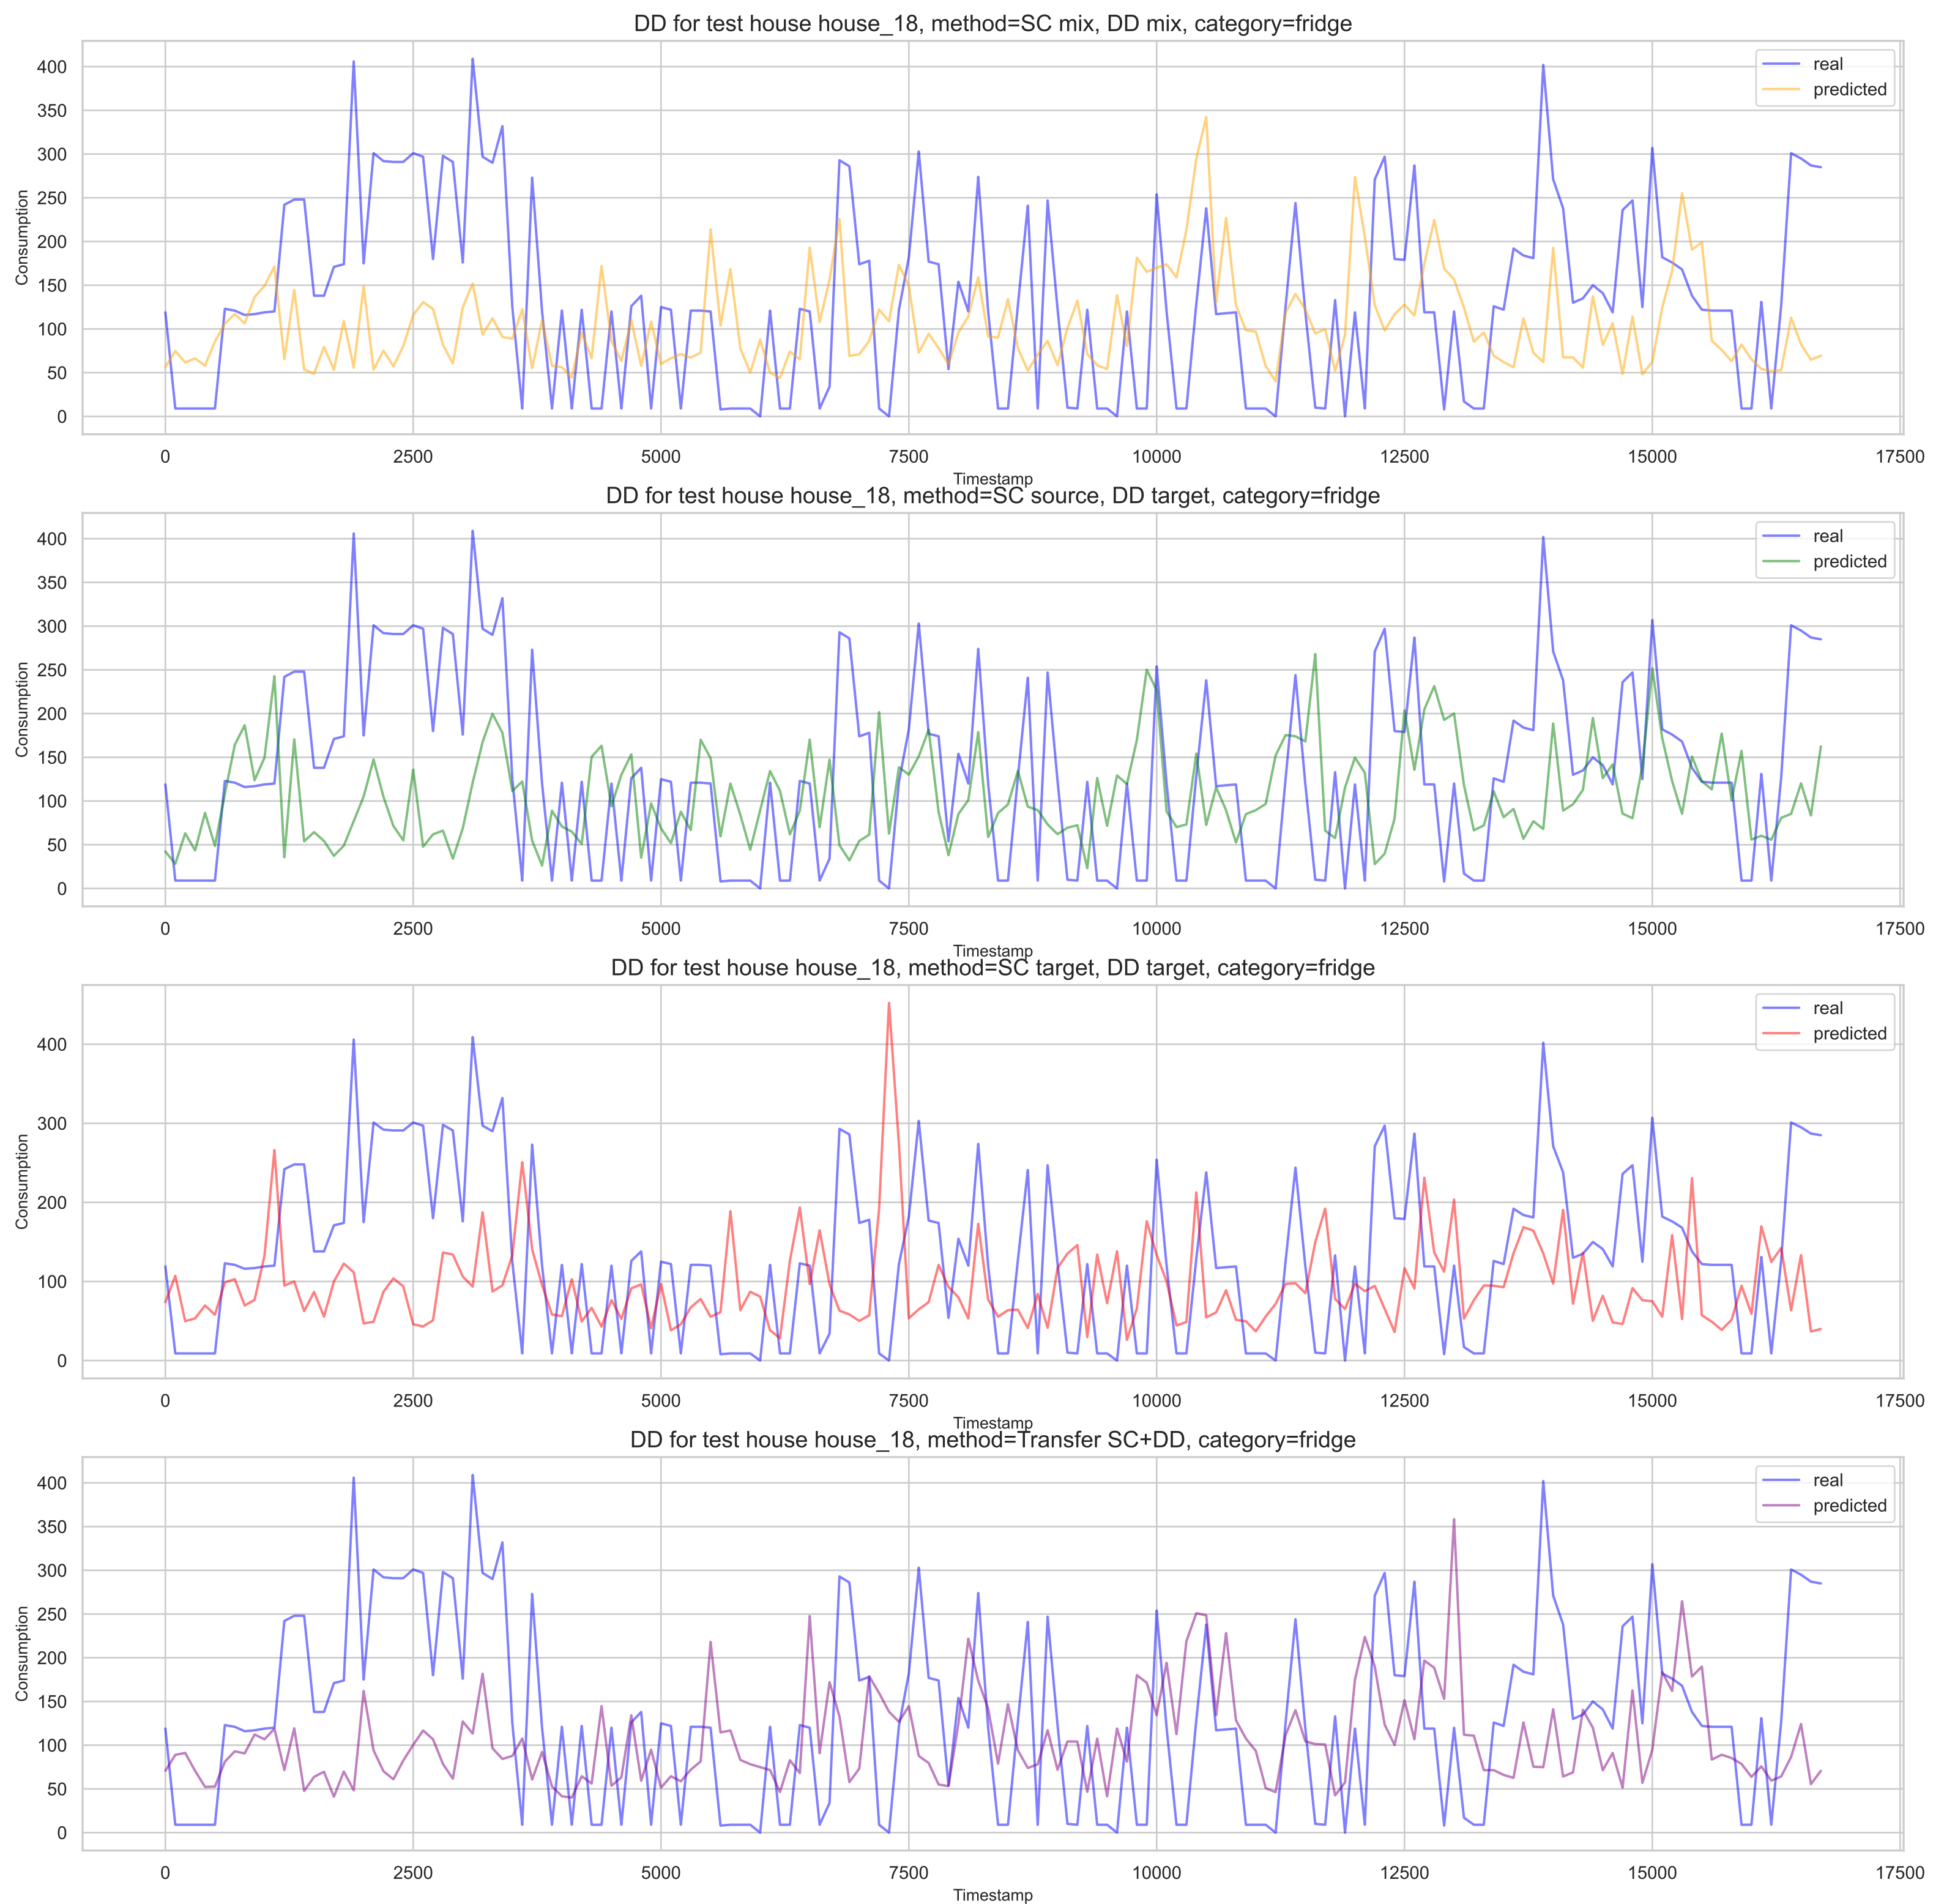 DD for test house house_18, method=SC mix, DD mix, category=fridge
400
350
300
250
200
150
100
50
0
Consumption
real
predicted
0 2500 5000 7500 10000 12500 15000 17500
Timestamp
DD for test house house_18, method=SC source, DD target, category=fridge
400
350
300
250
200
150
100
50
0
Consumption
real
predicted
0 2500 5000 7500 10000 12500 15000 17500
Timestamp
DD for test house house_18, method=SC target, DD target, category=fridge
400
300
200
100
0
Consumption
real
predicted
0 2500 5000 7500 10000 12500 15000 17500
Timestamp
DD for test house house_18, method=Transfer SC+DD, category=fridge
400
350
300
250
200
150
100
50
0
Consumption
real
predicted
0 2500 5000 7500 10000 12500 15000 17500
Timestamp